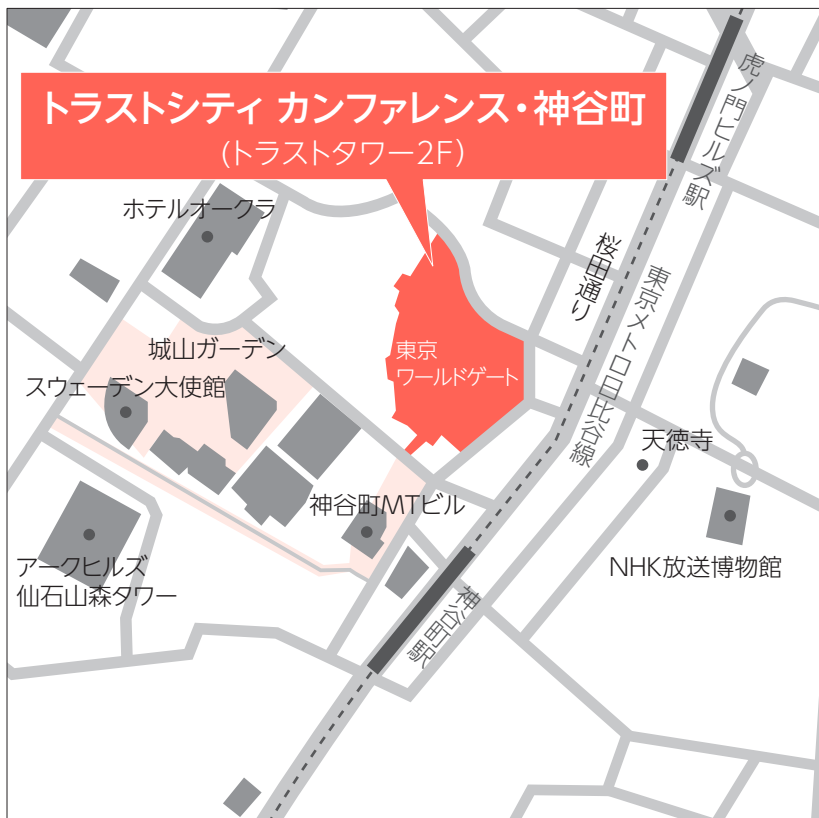 トラストシティ カンファレンス・神谷町
(トラストタワー2F)
虎ノ門ヒルズ駅
ホテルオークラ
桜田通り
東京メトロ日比谷線
城山ガーデン
東京
ワールドゲート
スウェーデン大使館
天徳寺
神谷町MTビル
アークヒルズ
仙石山森タワー
NHK放送博物館
神谷町駅